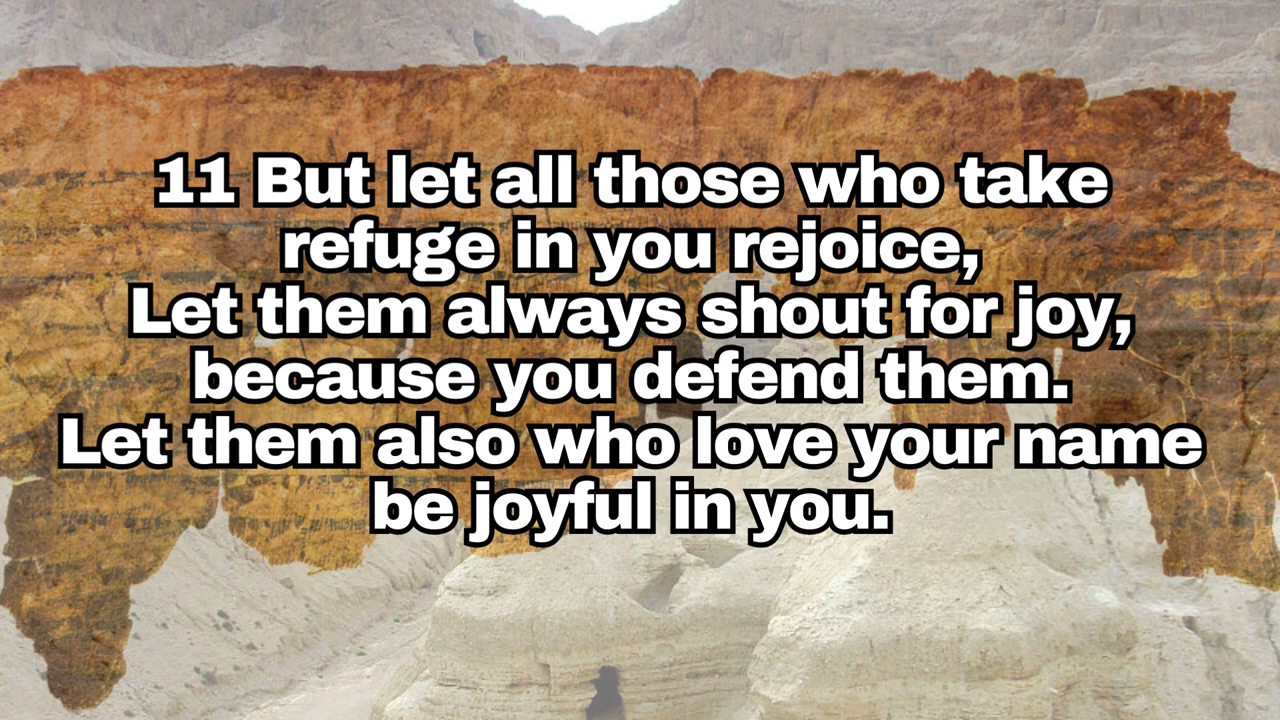 11 But let all those who take
refuge in you rejoice,
Let them always shout for joy,
because you defend them.
Let them also who love your name
be joyful in you.